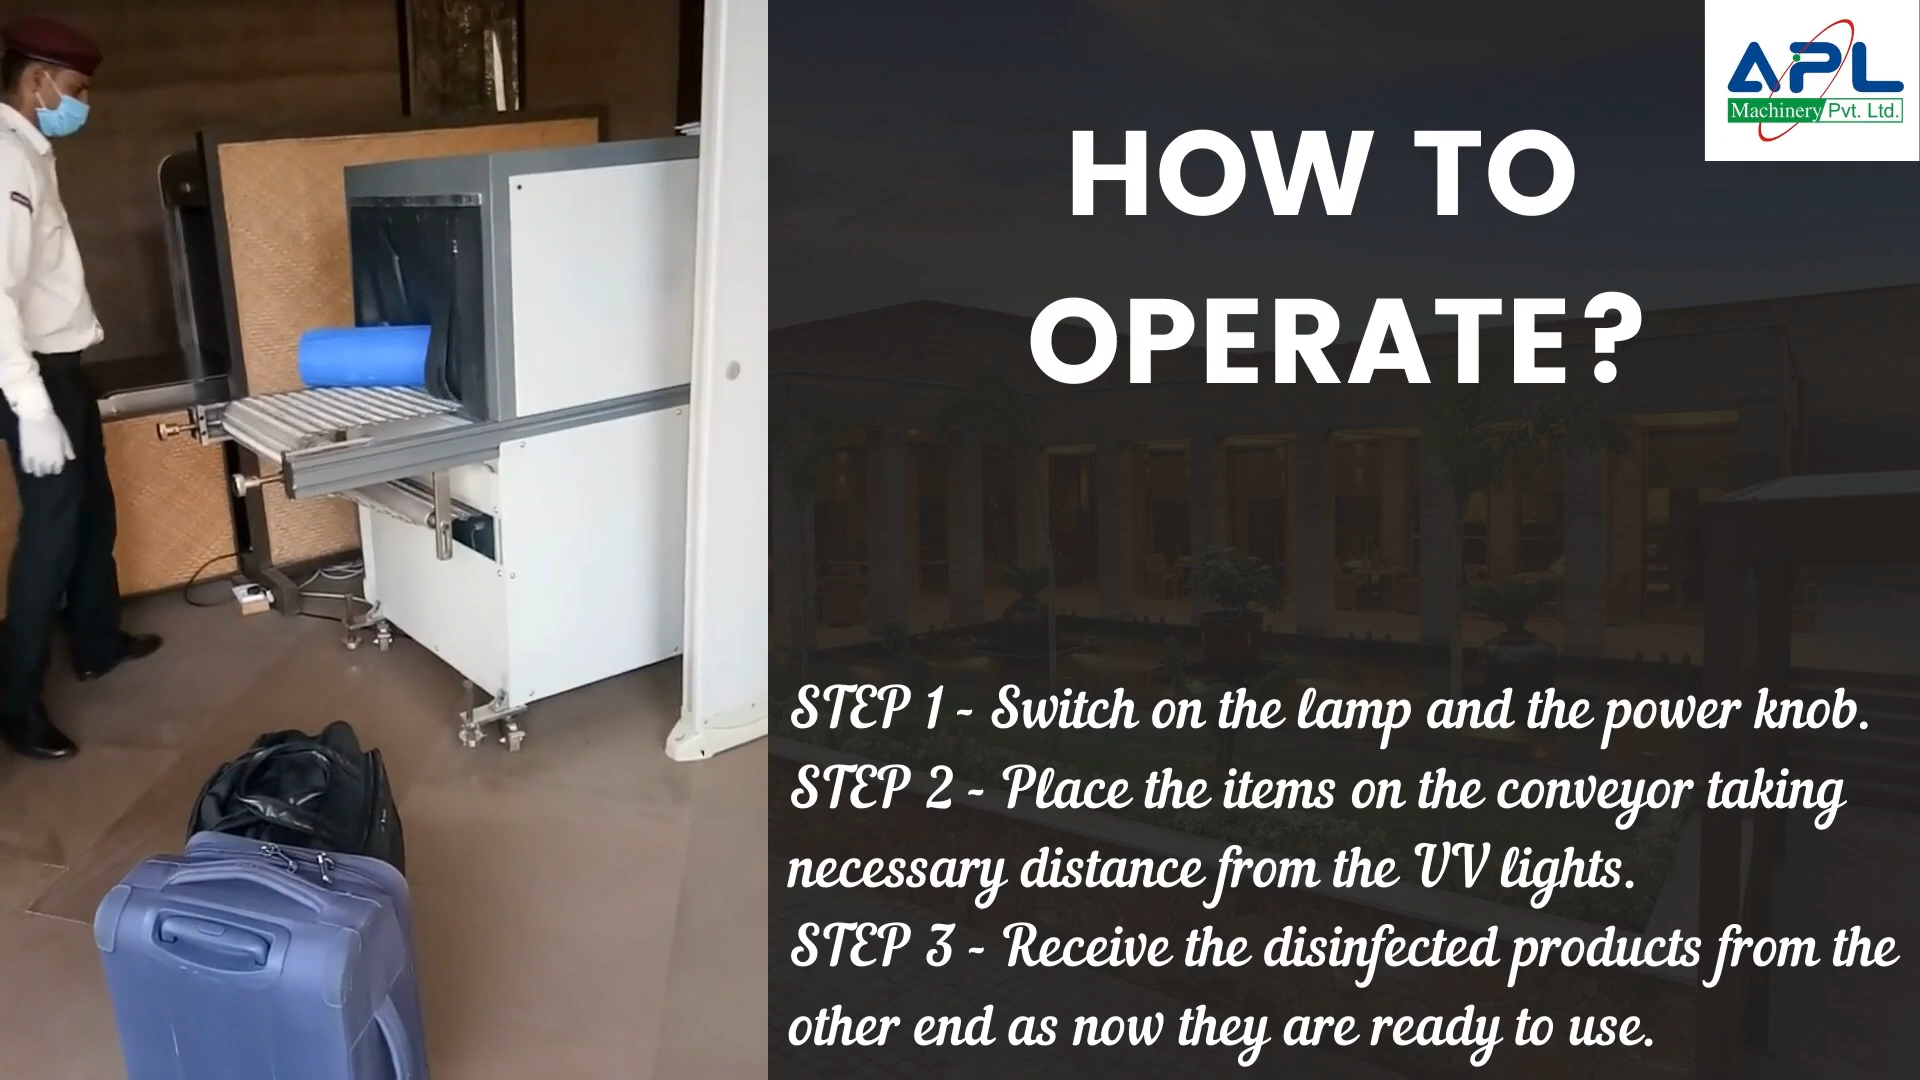 APL
Machinery Pvt. Ltd.
HOW TO
OPERATE?
STEP 1 - Switch on the lamp and the power knob.
STEP 2 - Place the items on the conveyor taking
necessary distance from the UV lights.
STEP 3 - Receive the disinfected products from the
other end as now they are ready to use.